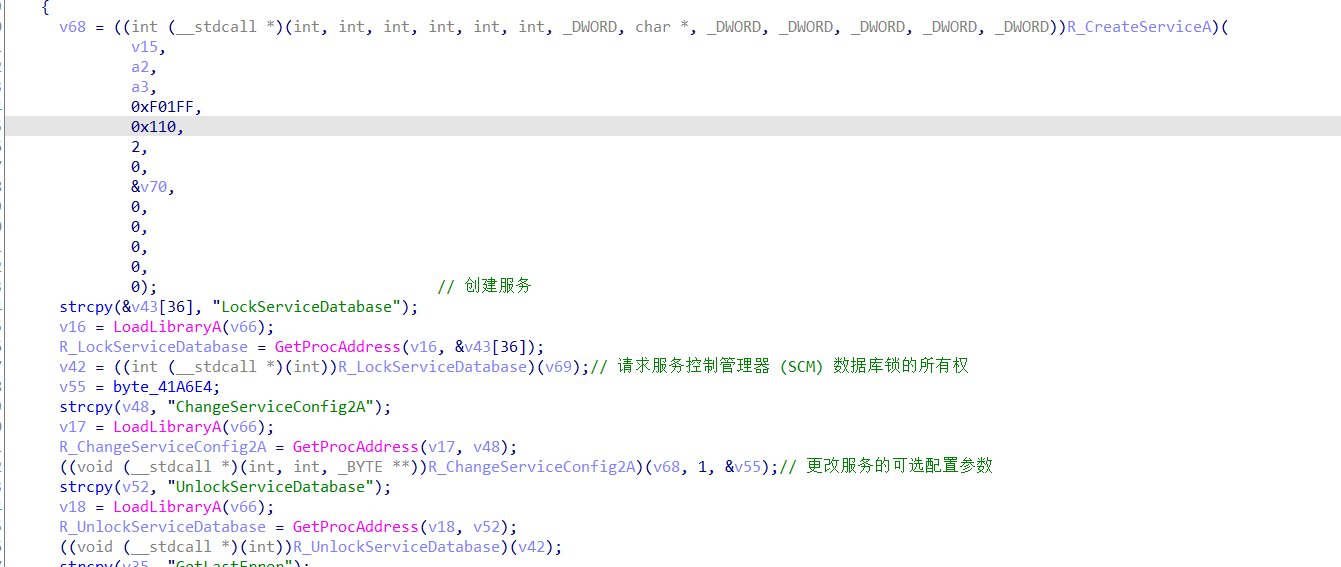 {
v68 = ((int (__stdcall *)(int, int, int, int, int, int, _DWORD, char *, _DWORD, _DWORD, _DWORD, _DWORD, _DWORD))R_CreateServiceA)(
v15,
a2,
a3,
0xF01FF,
0x110,
2,
0,
&v70,
0,
0,
0,
0,
0); // 创建服务
strcpy(&v43[36], "LockServiceDatabase");
v16 = LoadLibraryA(v66);
R_LockServiceDatabase = GetProcAddress(v16, &v43[36]);
v42 = ((int (__stdcall *)(int))R_LockServiceDatabase)(v69);// 请求服务控制管理器 (SCM) 数据库锁的所有权
v55 = byte_41A6E4;
strcpy(v48, "ChangeServiceConfig2A");
v17 = LoadLibraryA(v66);
R_ChangeServiceConfig2A = GetProcAddress(v17, v48);
((void (__stdcall *)(int, int, _BYTE **))R_ChangeServiceConfig2A)(v68, 1, &v55);// 更改服务的可选配置参数
strcpy(v52, "UnlockServiceDatabase");
v18 = LoadLibraryA(v66);
R_UnlockServiceDatabase = GetProcAddress(v18, v52);
((void (__stdcall *)(int))R_UnlockServiceDatabase)(v42);
strcpy(v35, "GetLastError");